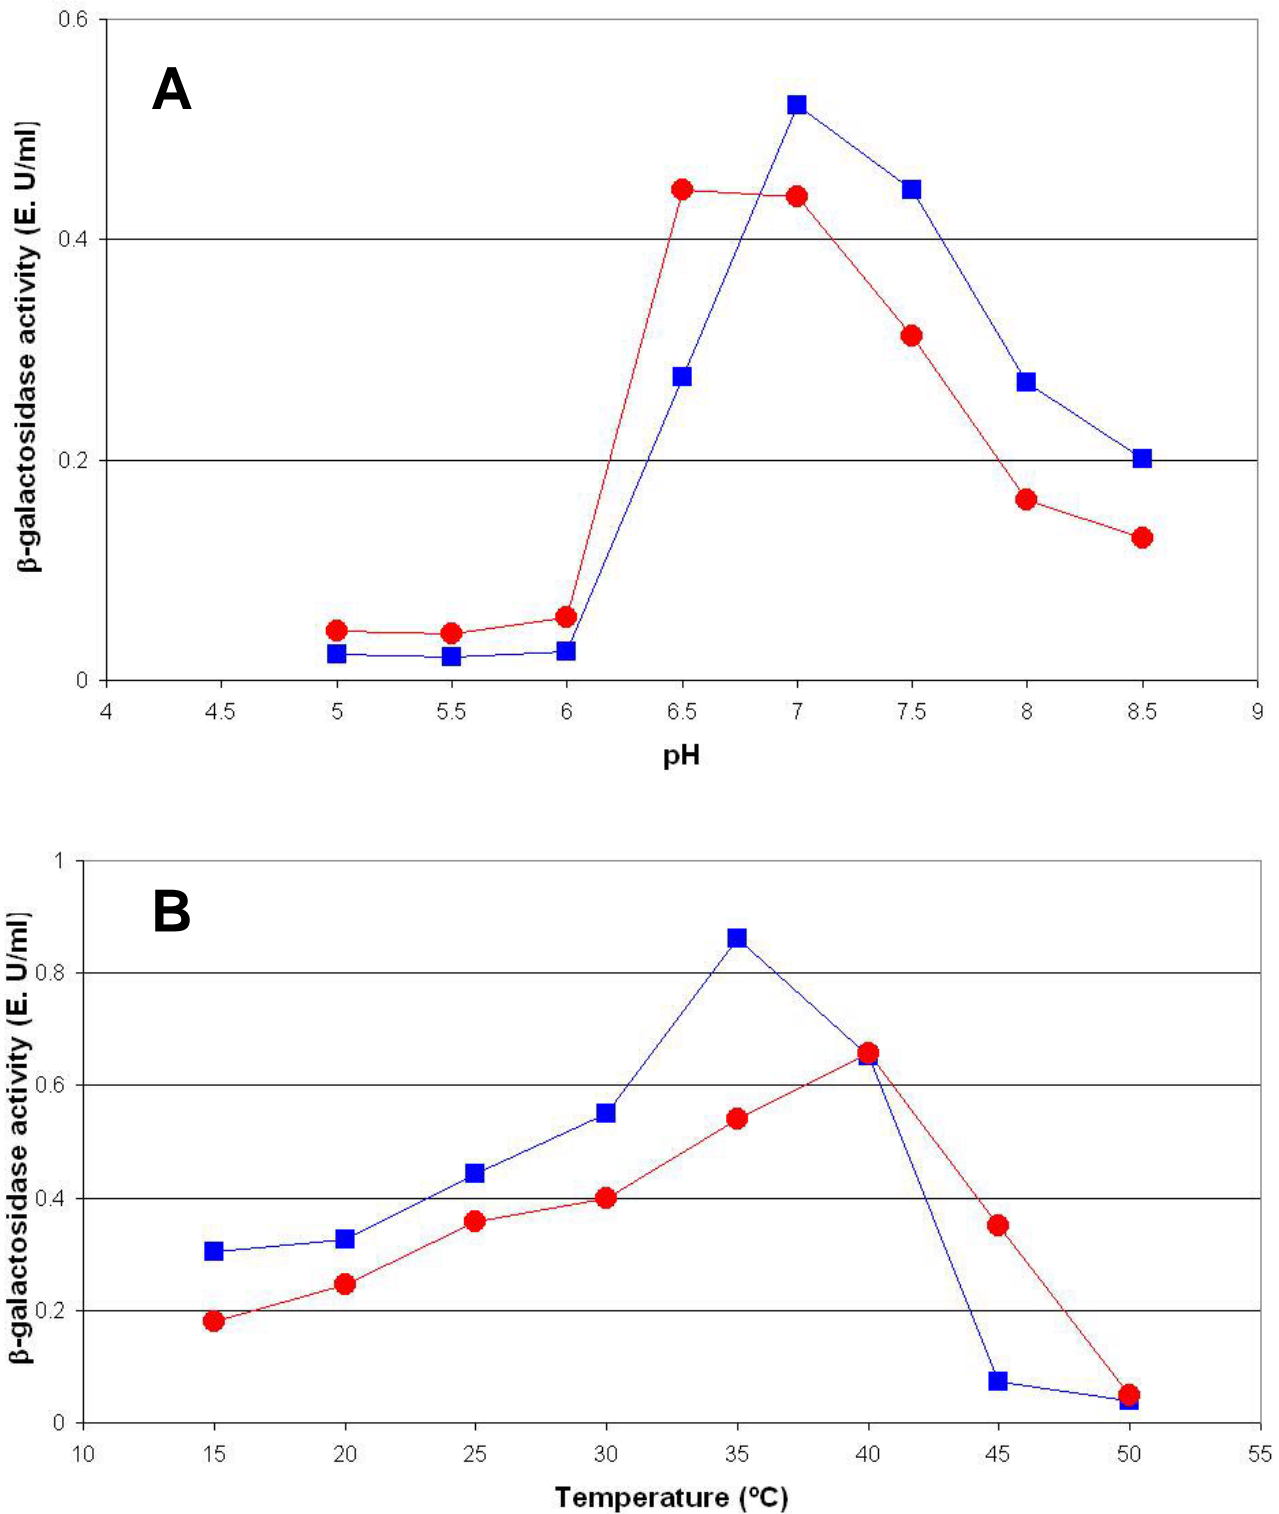 A
β-galactosidase activity (E. U/ml)
0.6
0.4
0.2
0
4 4.5 5 5.5 6 6.5 7 7.5 8 8.5 9
pH
B
β-galactosidase activity (E. U/ml)
1
0.8
0.6
0.4
0.2
0
10 15 20 25 30 35 40 45 50 55
Temperature (ºC)